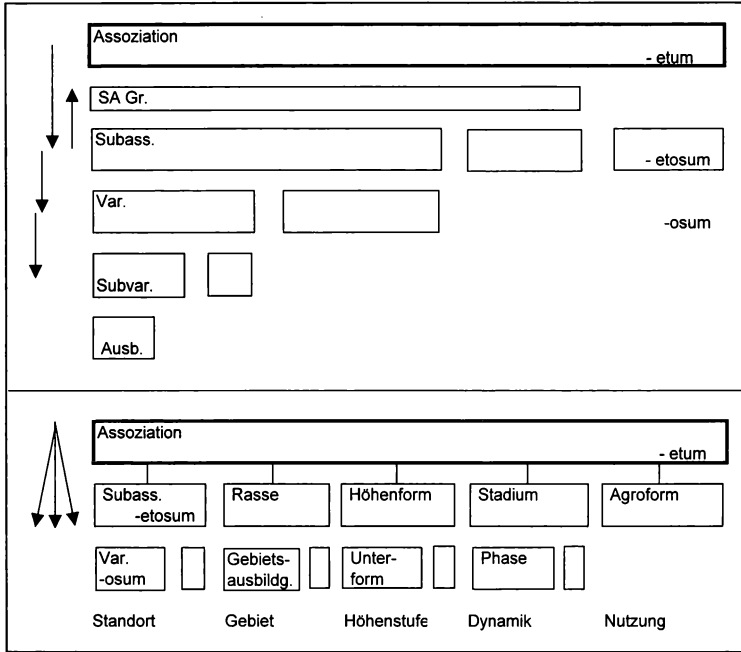 Assoziation
- etum
SA Gr.
Subass.
- etosum
Var.
-osum
Subvar.
Ausb.
Assoziation
- etum
Subass.
-etosum
Rasse
Höhenform
Stadium
Agroform
Var.
-osum
Gebiets-
ausbildg.
Unter-
form
Phase
Standort
Gebiet
Höhenstufe
Dynamik
Nutzung